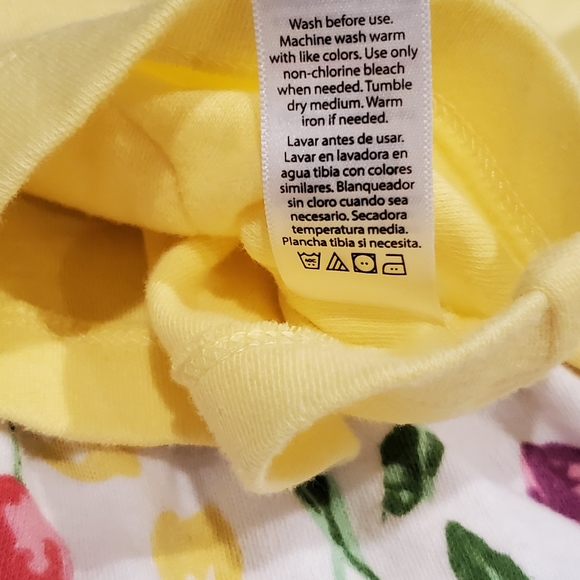 Wash before use.
Machine wash warm
with like colors. Use only
non-chlorine bleach
when needed. Tumble
dry medium. Warm
iron if needed.
Lavar antes de usar.
Lavar en lavadora en
agua tibia con colores
similares. Blanqueador
sin cloro cuando sea
necesario. Secadora
temperatura media.
Plancha tibia si necesita.